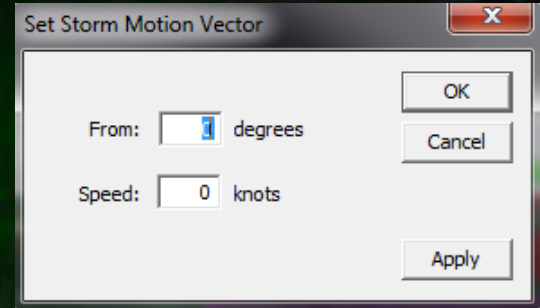 Set Storm Motion Vector
OK
From: degrees
Cancel
Speed: 0 knots
Apply